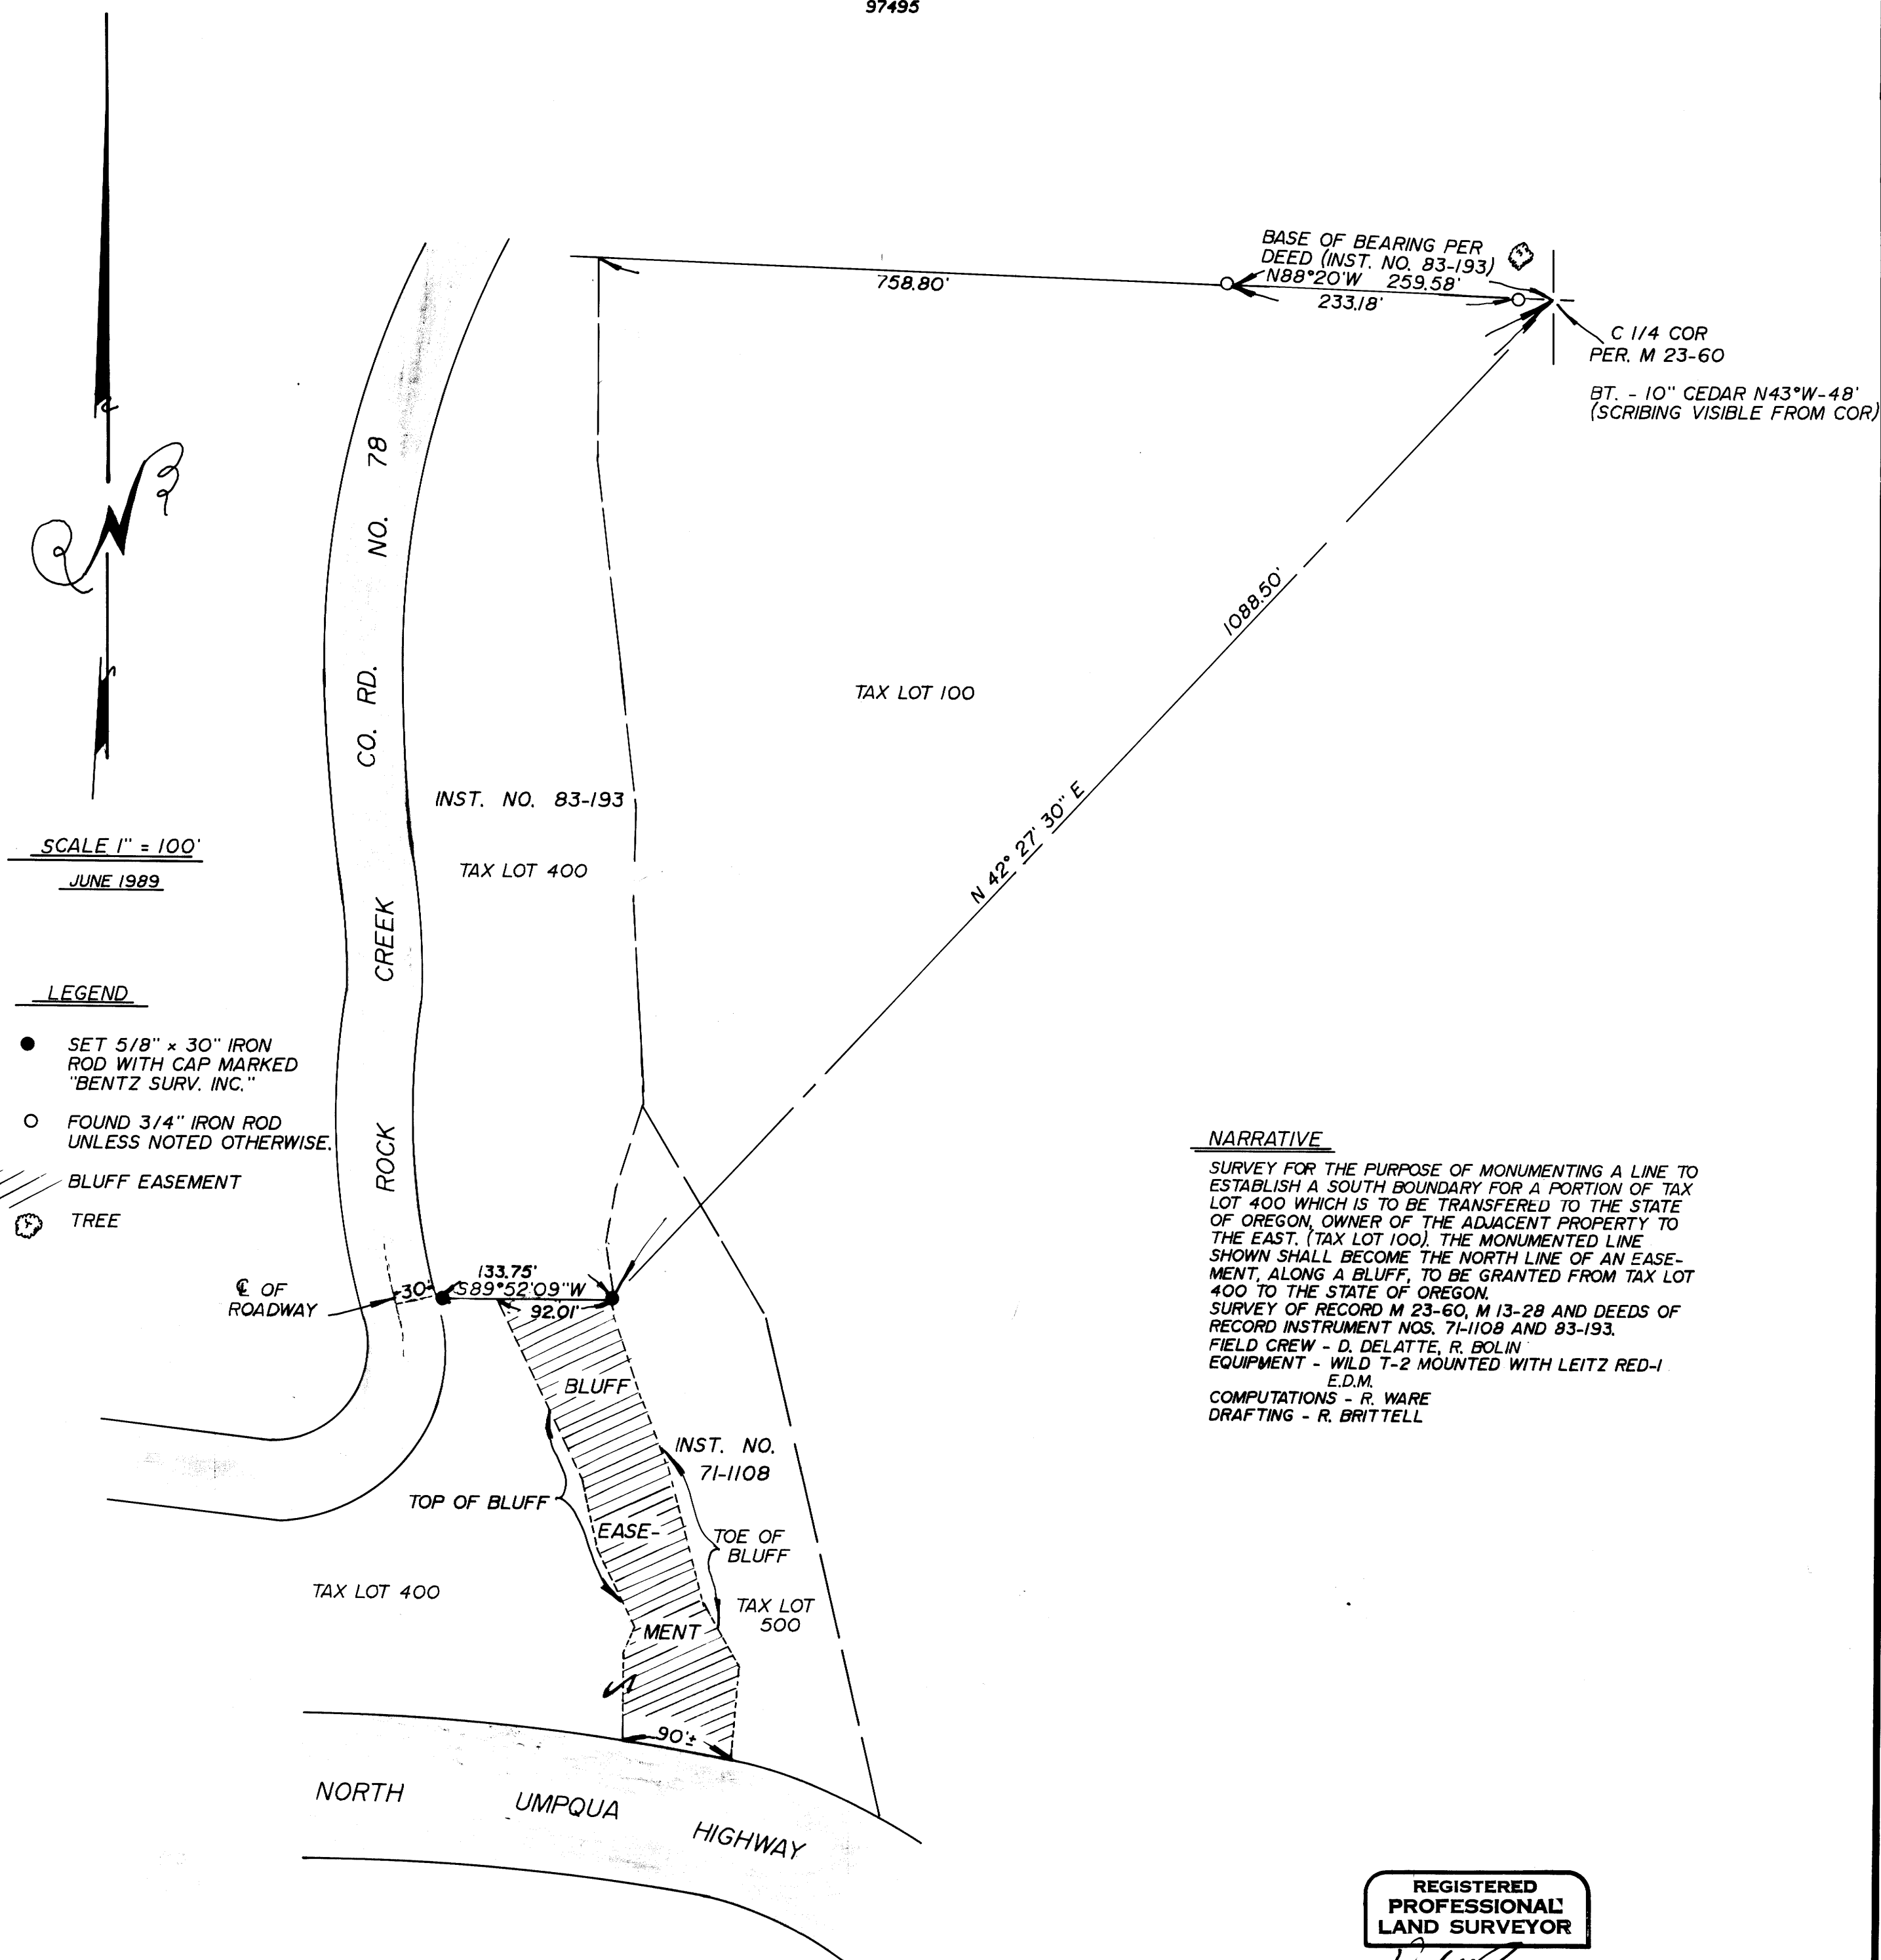 97495
BASE OF BEARING PER
DEED (INST. NO. 83-193)
N88°20'W 259.58'
758.80'
233.18'
C 1/4 COR
PER. M 23-60
BT. - 10" CEDAR N43°W-48'
(SCRIBING VISIBLE FROM COR)
N
1088.50'
N 42° 27' 30" E
TAX LOT 100
ROCK CREEK CO. RD. NO. 78
INST. NO. 83-193
TAX LOT 400
SCALE 1" = 100'
JUNE 1989
LEGEND
SET 5/8" × 30" IRON
ROD WITH CAP MARKED
"BENTZ SURV. INC."
FOUND 3/4" IRON ROD
UNLESS NOTED OTHERWISE.
BLUFF EASEMENT
TREE
℄ OF
ROADWAY
30'
133.75'
S89°52'09"W
92.01'
BLUFF
EASE-
MENT
INST. NO.
71-1108
TOP OF BLUFF
TOE OF
BLUFF
TAX LOT 400
TAX LOT
500
90'±
NORTH UMPQUA HIGHWAY
NARRATIVE
SURVEY FOR THE PURPOSE OF MONUMENTING A LINE TO
ESTABLISH A SOUTH BOUNDARY FOR A PORTION OF TAX
LOT 400 WHICH IS TO BE TRANSFERED TO THE STATE
OF OREGON, OWNER OF THE ADJACENT PROPERTY TO
THE EAST. (TAX LOT 100). THE MONUMENTED LINE
SHOWN SHALL BECOME THE NORTH LINE OF AN EASE-
MENT, ALONG A BLUFF, TO BE GRANTED FROM TAX LOT
400 TO THE STATE OF OREGON.
SURVEY OF RECORD M 23-60, M 13-28 AND DEEDS OF
RECORD INSTRUMENT NOS. 71-1108 AND 83-193.
FIELD CREW - D. DELATTE, R. BOLIN
EQUIPMENT - WILD T-2 MOUNTED WITH LEITZ RED-1
E.D.M.
COMPUTATIONS - R. WARE
DRAFTING - R. BRITTELL
REGISTERED
PROFESSIONAL
LAND SURVEYOR